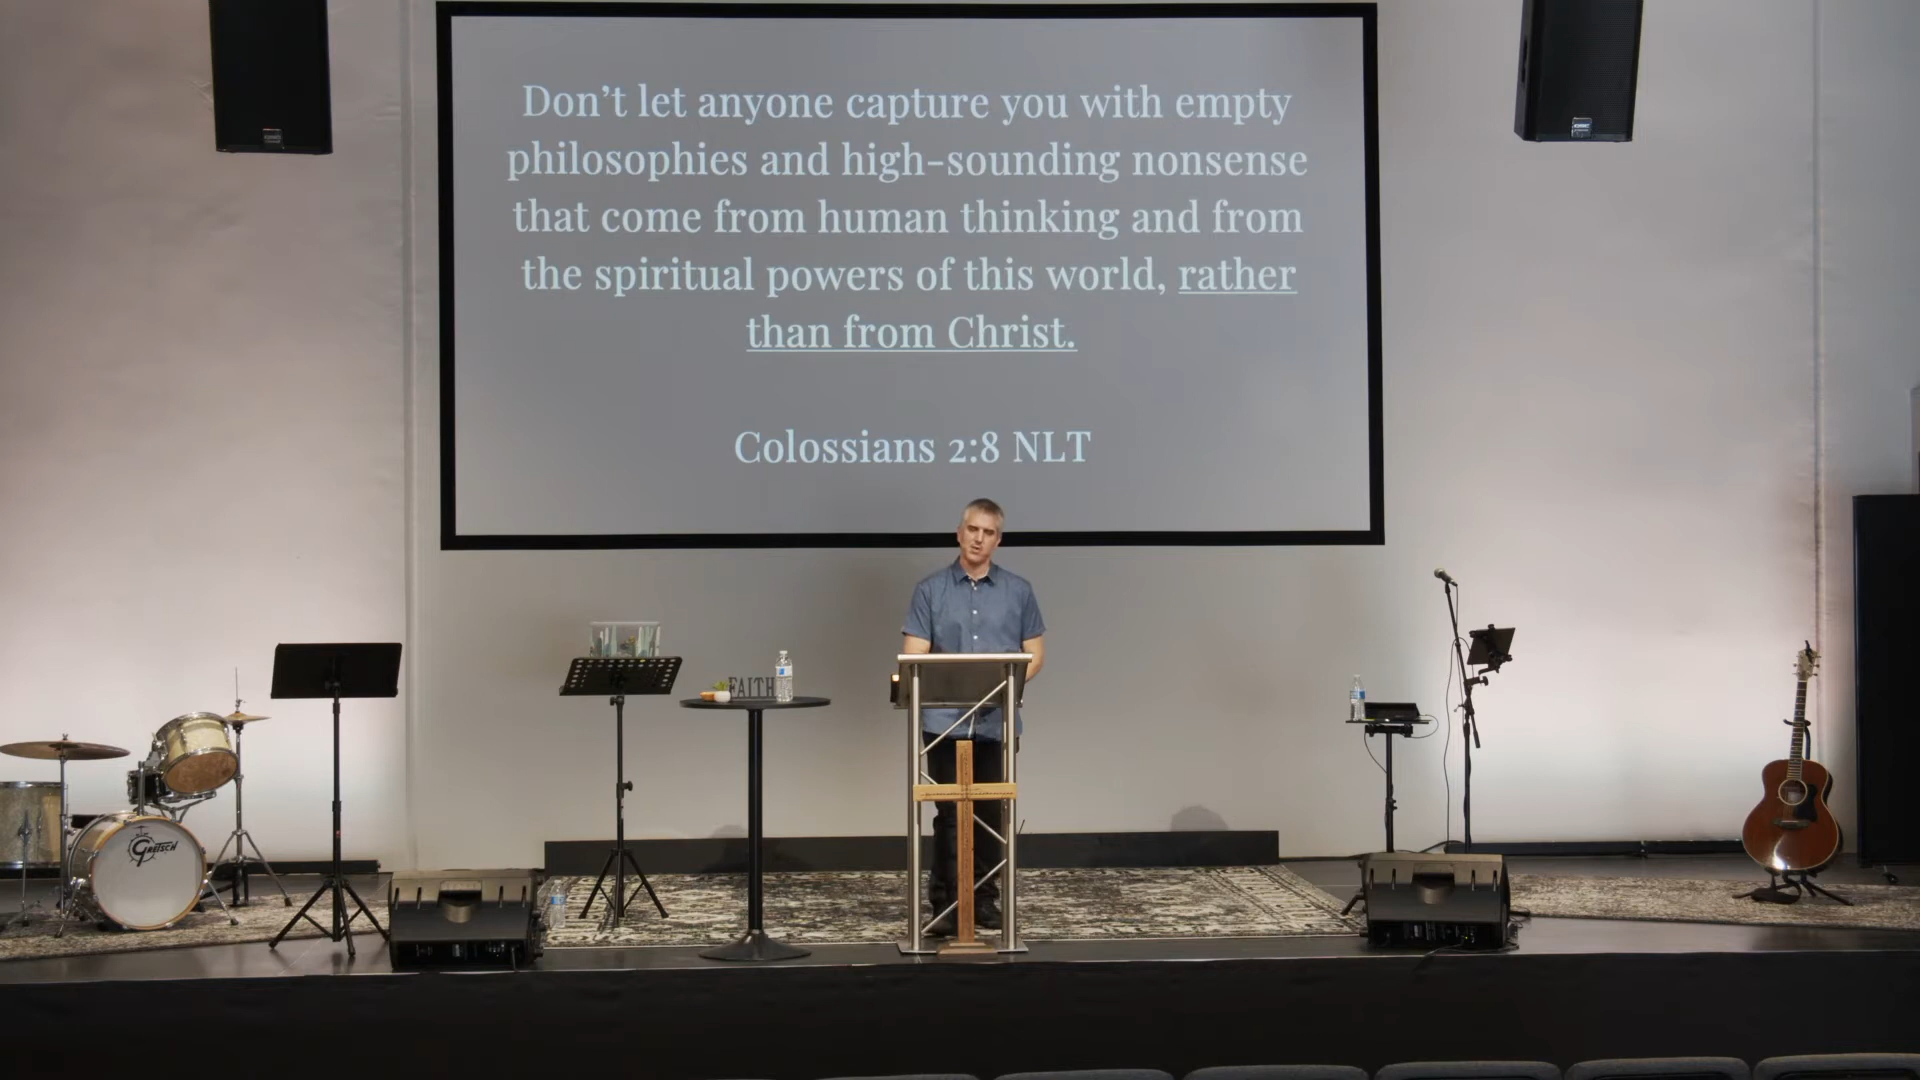 Don't let anyone capture you with empty
philosophies and high-sounding nonsense
that come from human thinking and from
the spiritual powers of this world, rather
than from Christ.
Colossians 2:8 NLT
FAITH
GRETSCH